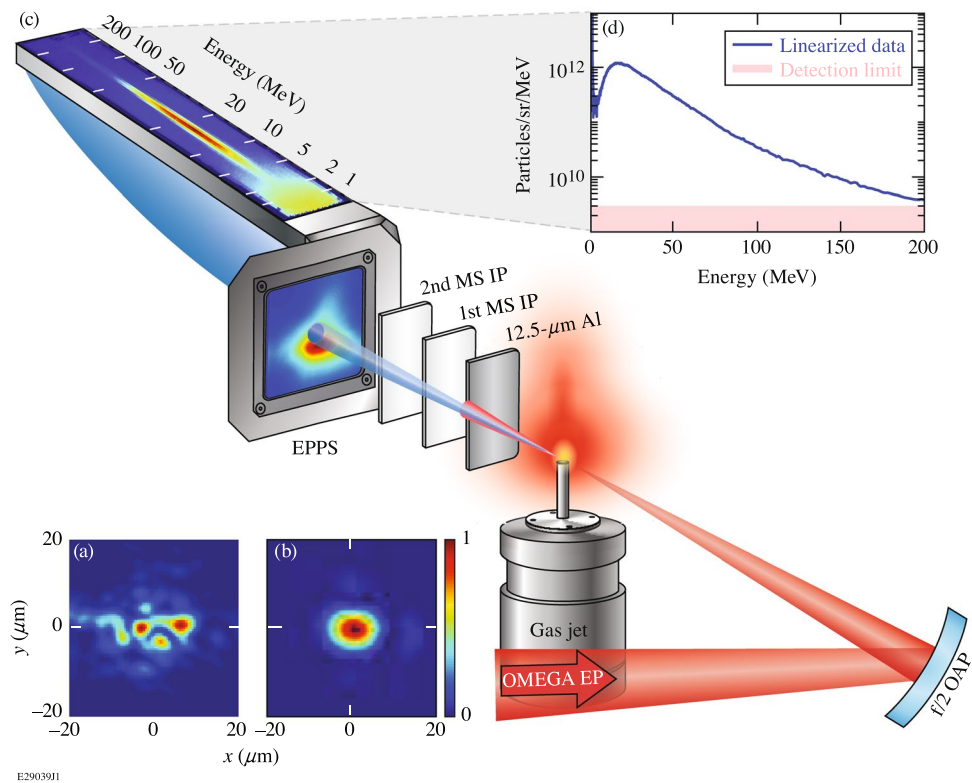 (c)
200
100
50
20
10
5
2
1
Energy (MeV)
(d)
Linearized data
Detection limit
10^12
10^10
Particles/sr/MeV
0
50
100
150
200
Energy (MeV)
2nd MS IP
1st MS IP
12.5-μm Al
EPPS
Gas jet
OMEGA EP
f/2 OAP
(a)
20
0
–20
y (μm)
–20
0
20
(b)
–20
0
20
x (μm)
1
0
E29039J1